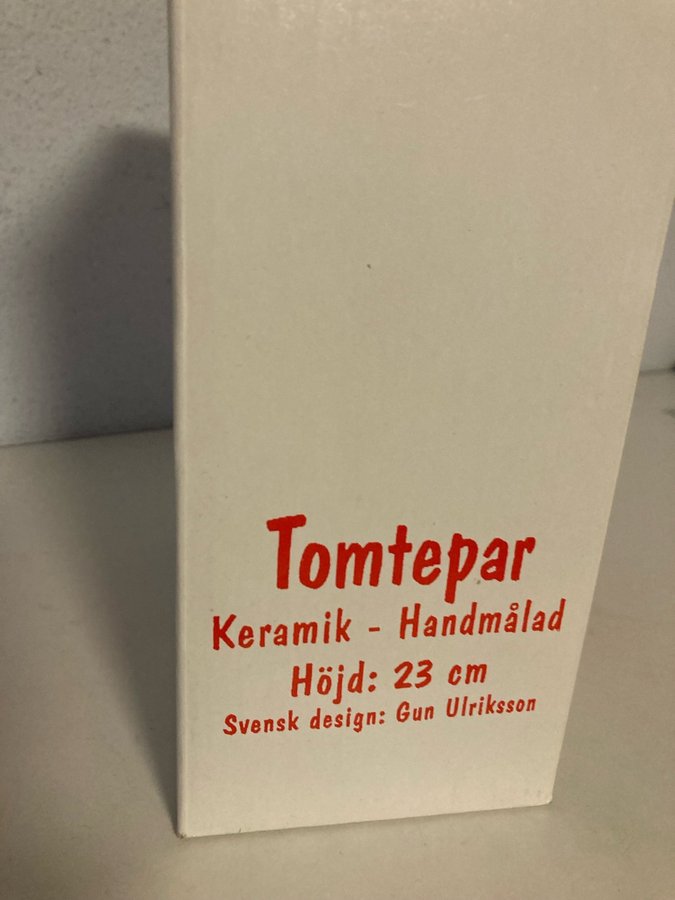 Tomtepar
Keramik - Handmålad
Höjd: 23 cm
Svensk design: Gun Ulriksson